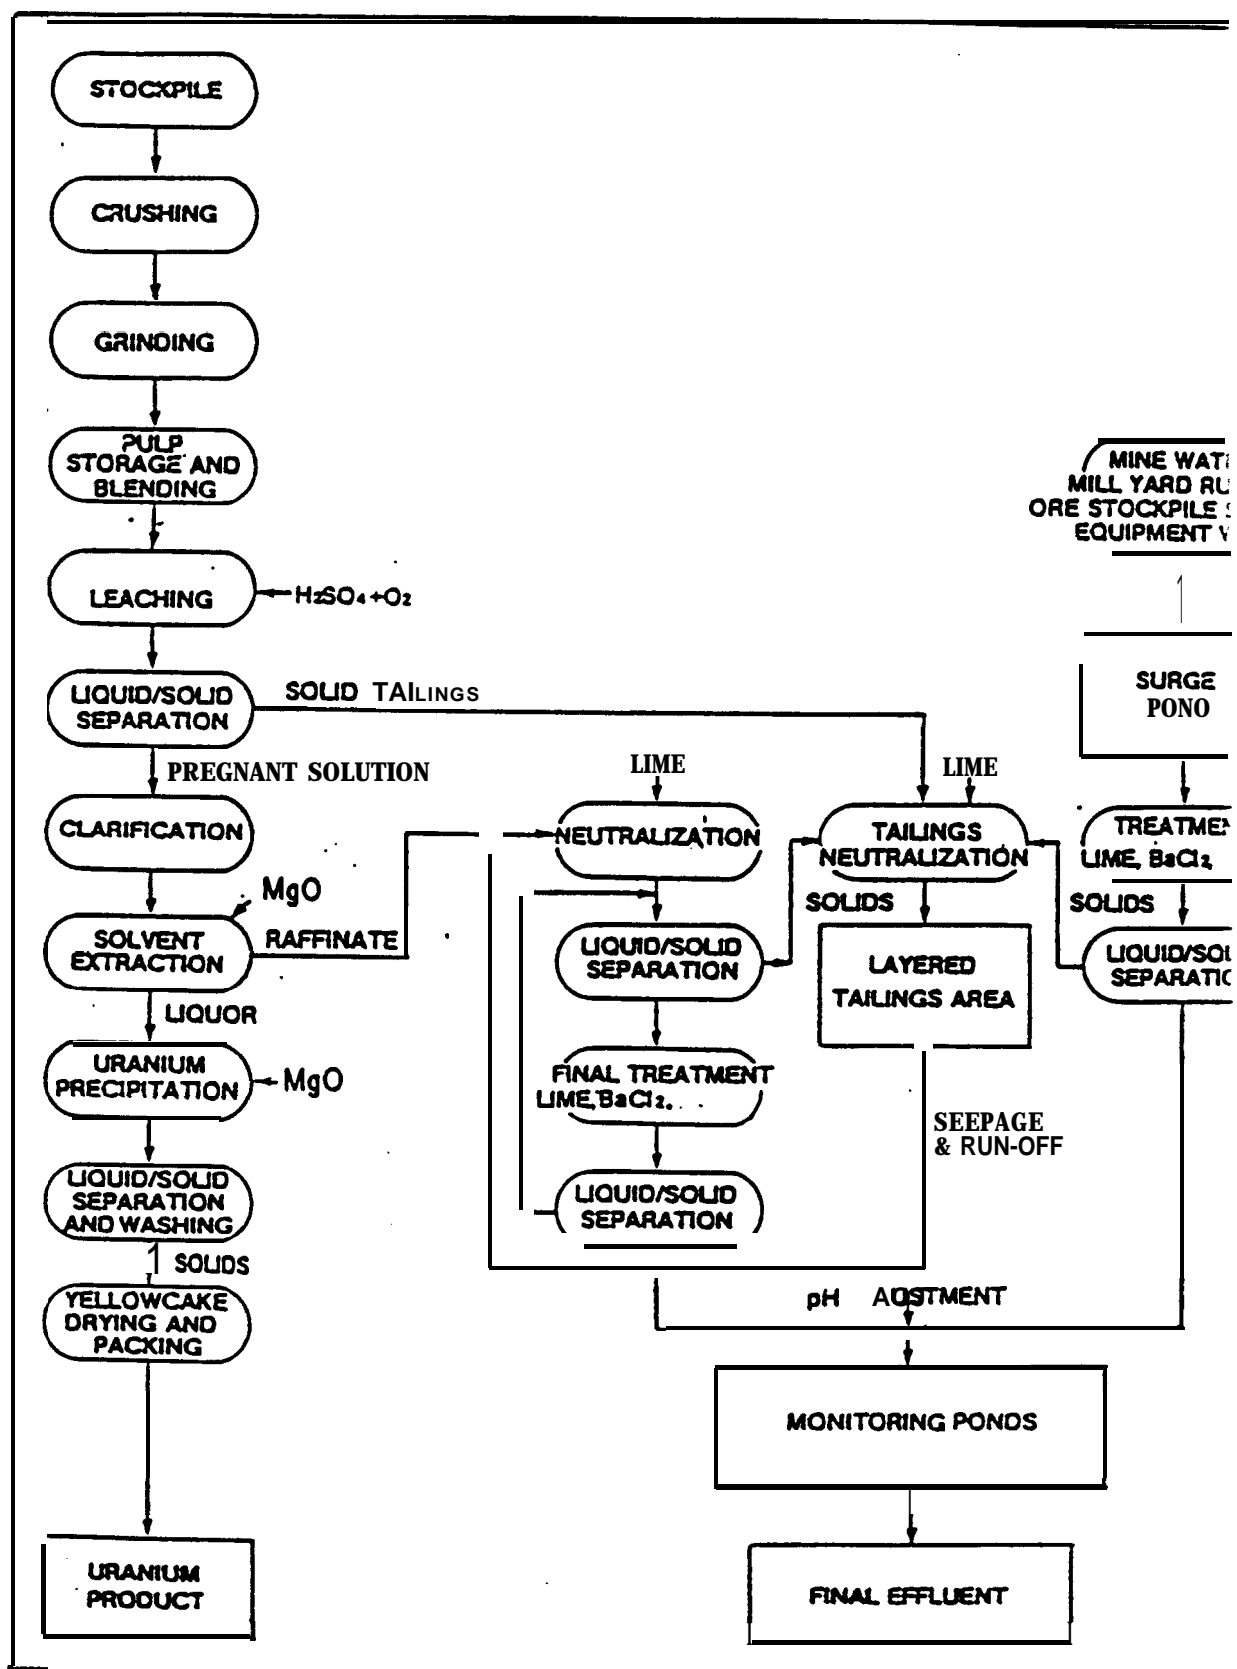 STOCKPILE
CRUSHING
GRINDING
PULP
STORAGE AND
BLENDING
LEACHING
H₂SO₄+O₂
LIQUID/SOLID
SEPARATION
SOLID TAILINGS
PREGNANT SOLUTION
CLARIFICATION
MgO
SOLVENT
EXTRACTION
RAFFINATE
LIQUOR
URANIUM
PRECIPITATION
MgO
LIQUID/SOLID
SEPARATION
AND WASHING
SOLIDS
YELLOWCAKE
DRYING AND
PACKING
URANIUM
PRODUCT
LIME
NEUTRALIZATION
LIQUID/SOLID
SEPARATION
FINAL TREATMENT
LIME, BaCl₂.
LIQUID/SOLID
SEPARATION
LIME
TAILINGS
NEUTRALIZATION
SOLIDS
LAYERED
TAILINGS AREA
SEEPAGE
& RUN-OFF
MINE
MILL YARD
ORE STOCKPILE
EQUIPMENT
SURGE
PONO
LIME, BaCl₂
SOLIDS
pH
MONITORING PONDS
FINAL EFFLUENT